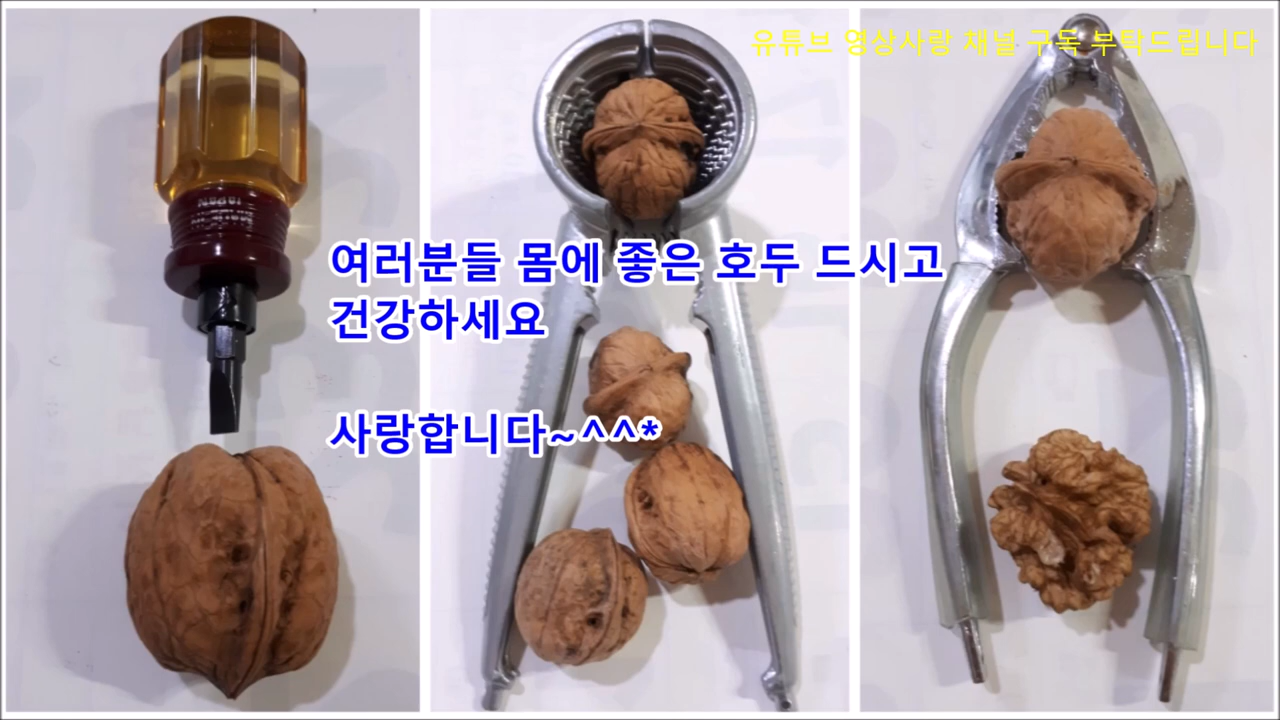 유튜브 영상사랑 채널 구독 부탁드립니다
JAPAN
여러분들 몸에 좋은 호두 드시고
건강하세요
사랑합니다~^^*